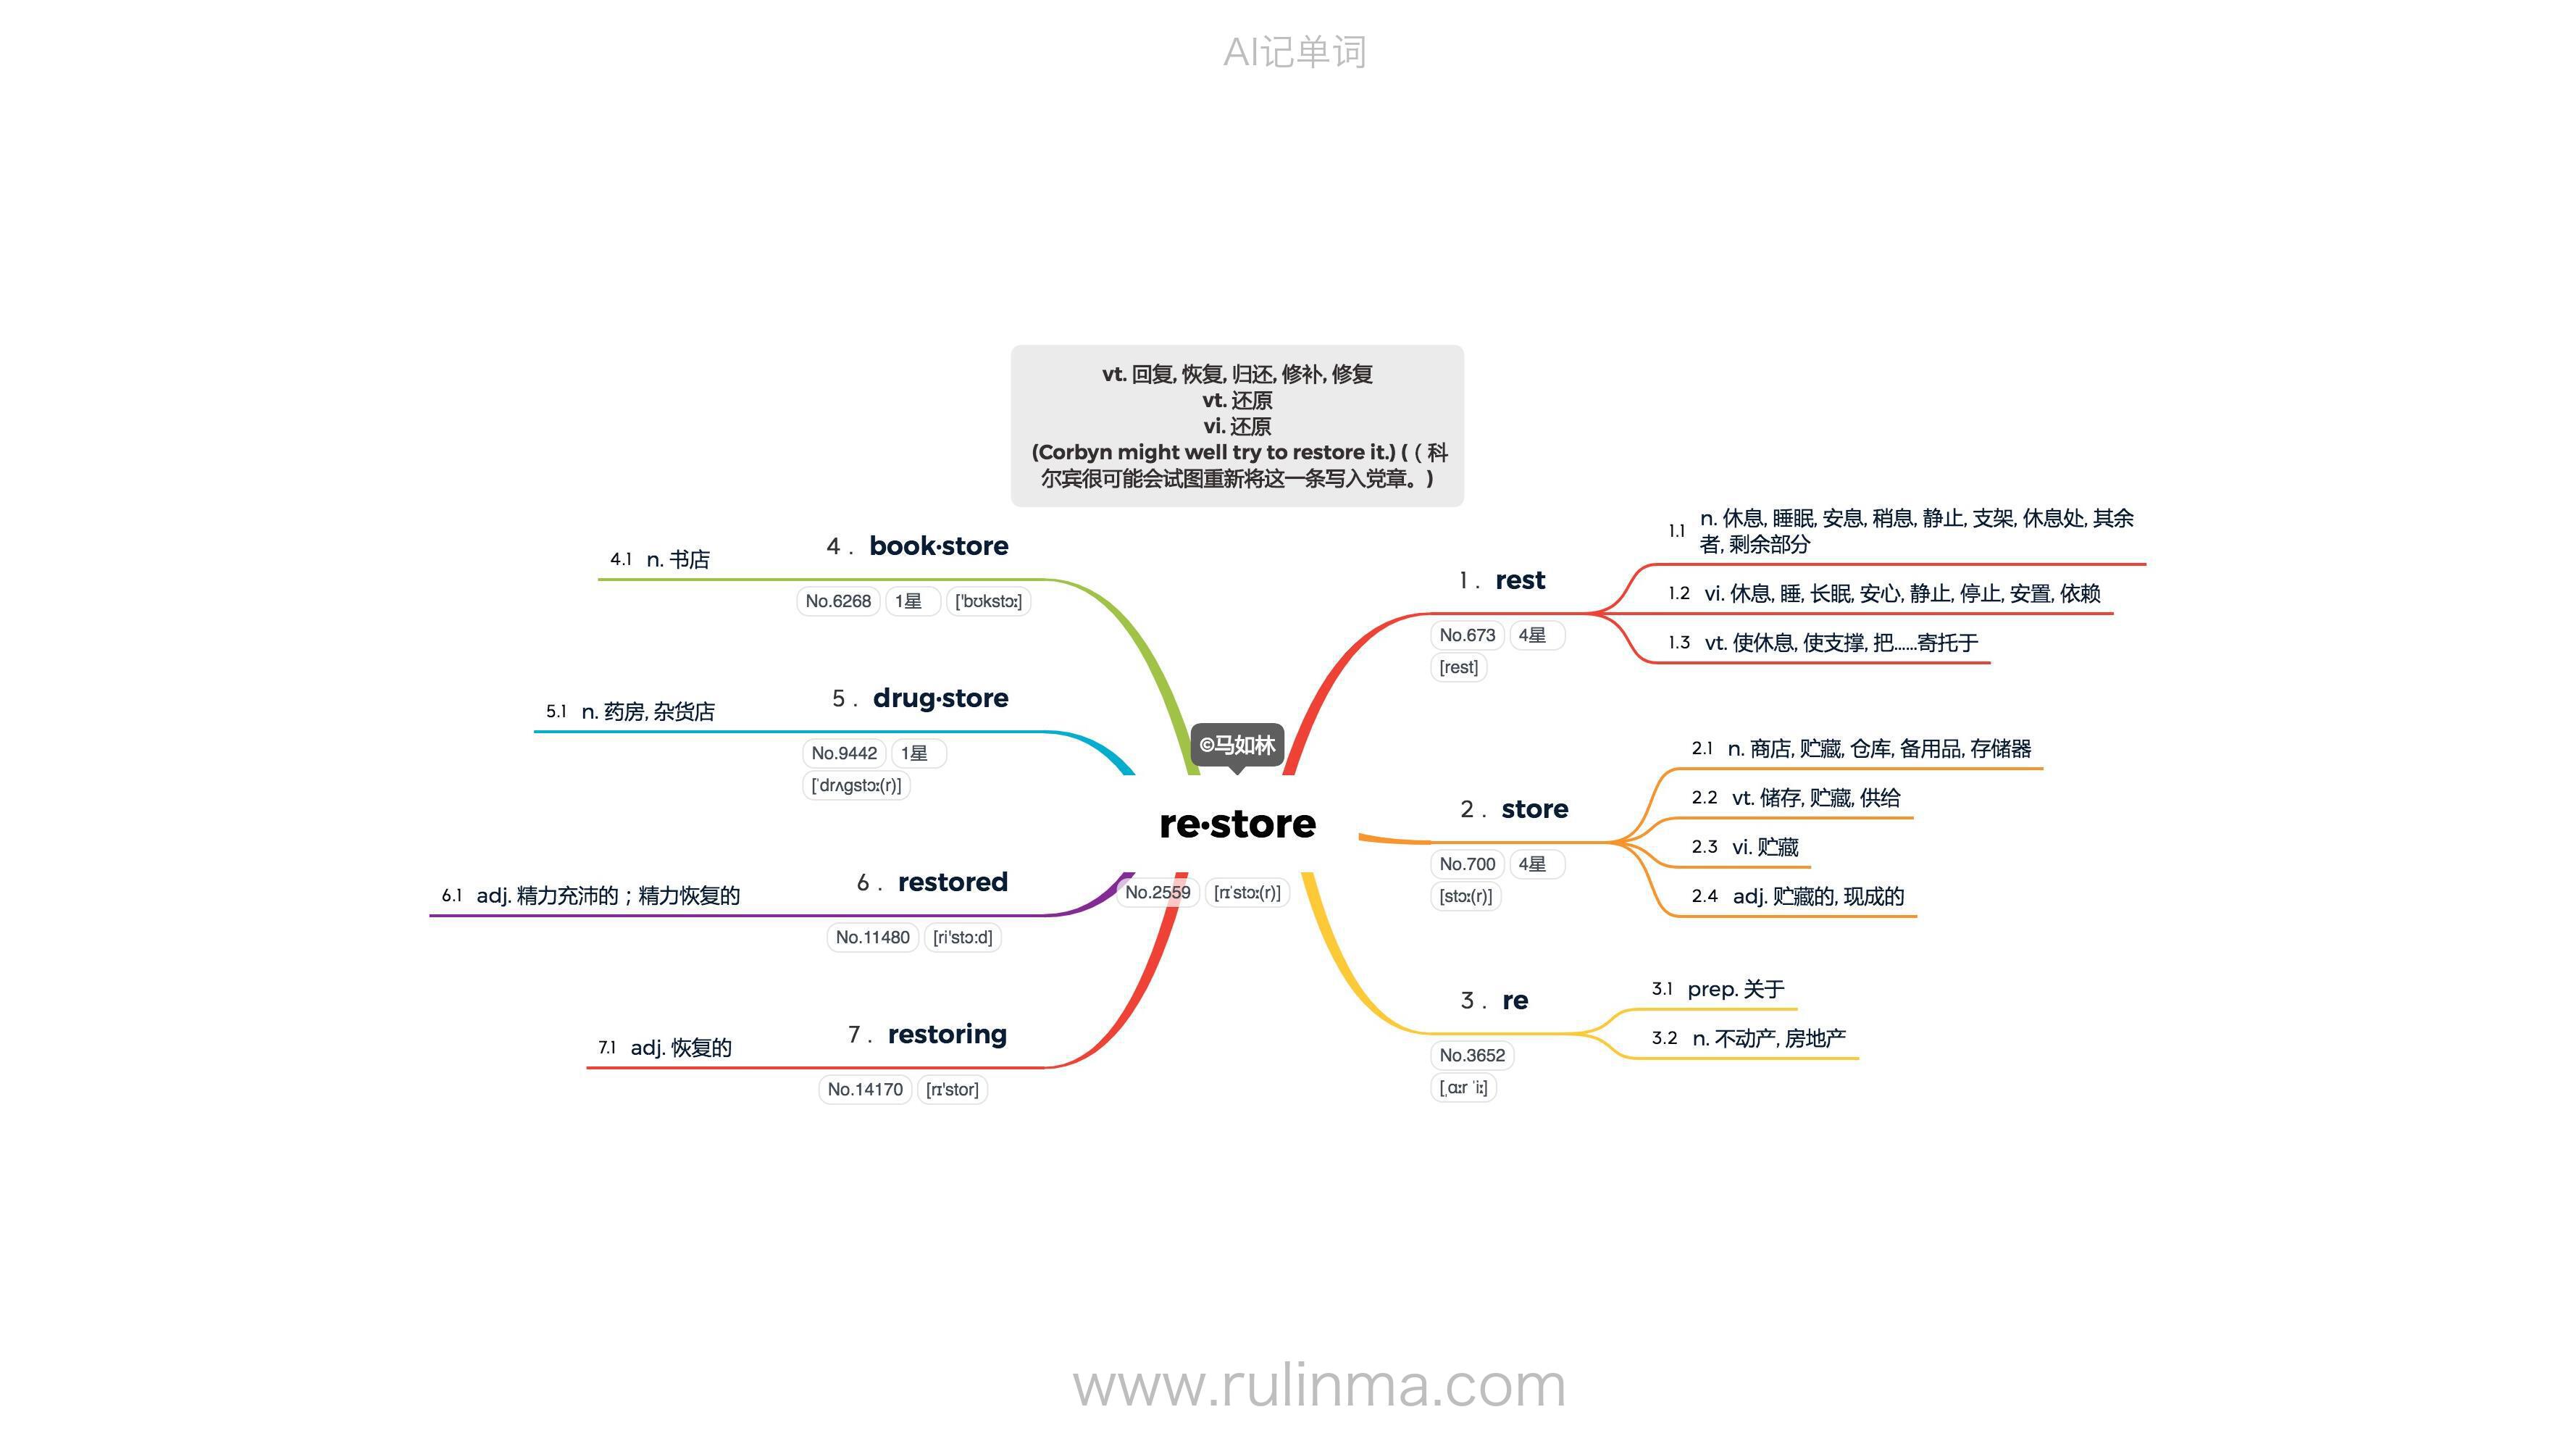 AI记单词
vt. 回复, 恢复, 归还, 修补, 修复
vt. 还原
vi. 还原
(Corbyn might well try to restore it.) (（科
尔宾很可能会试图重新将这一条写入党章。)
©马如林
re·store
No.2559 [rɪˈstɔː(r)]
1. rest
No.673 4星
[rest]
1.1 n. 休息, 睡眠, 安息, 稍息, 静止, 支架, 休息处, 其余
者, 剩余部分
1.2 vi. 休息, 睡, 长眠, 安心, 静止, 停止, 安置, 依赖
1.3 vt. 使休息, 使支撑, 把……寄托于
2. store
No.700 4星
[stɔː(r)]
2.1 n. 商店, 贮藏, 仓库, 备用品, 存储器
2.2 vt. 储存, 贮藏, 供给
2.3 vi. 贮藏
2.4 adj. 贮藏的, 现成的
3. re
No.3652
[ˌɑːr ˈiː]
3.1 prep. 关于
3.2 n. 不动产, 房地产
4. book·store
No.6268 1星 ['bʊkstɔː]
4.1 n. 书店
5. drug·store
No.9442 1星
[ˈdrʌgstɔː(r)]
5.1 n. 药房, 杂货店
6. restored
No.11480 [ri'stɔ:d]
6.1 adj. 精力充沛的；精力恢复的
7. restoring
No.14170 [rɪ'stor]
7.1 adj. 恢复的
www.rulinma.com